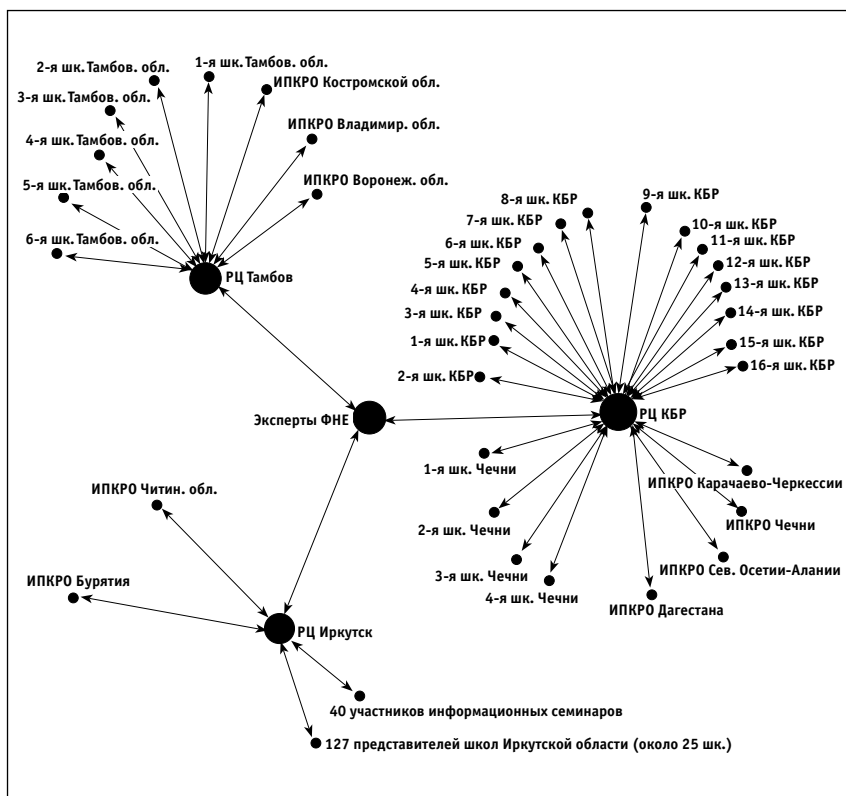 1-я шк.Тамбов. обл.
2-я шк.Тамбов. обл.
ИПКРО Костромской обл.
3-я шк.Тамбов. обл.
ИПКРО Владимир. обл.
4-я шк.Тамбов. обл.
5-я шк.Тамбов. обл.
ИПКРО Воронеж. обл.
6-я шк.Тамбов. обл.
РЦ Тамбов
8-я шк. КБР
9-я шк. КБР
7-я шк. КБР
10-я шк. КБР
6-я шк. КБР
11-я шк. КБР
5-я шк. КБР
12-я шк. КБР
4-я шк. КБР
13-я шк. КБР
3-я шк. КБР
14-я шк. КБР
1-я шк. КБР
15-я шк. КБР
2-я шк. КБР
16-я шк. КБР
Эксперты ФНЕ
РЦ КБР
1-я шк. Чечни
ИПКРО Карачаево-Черкессии
2-я шк. Чечни
ИПКРО Чечни
3-я шк. Чечни
ИПКРО Сев. Осетии-Алании
4-я шк. Чечни
ИПКРО Дагестана
ИПКРО Читин. обл.
ИПКРО Бурятия
РЦ Иркутск
40 участников информационных семинаров
127 представителей школ Иркутской области (около 25 шк.)